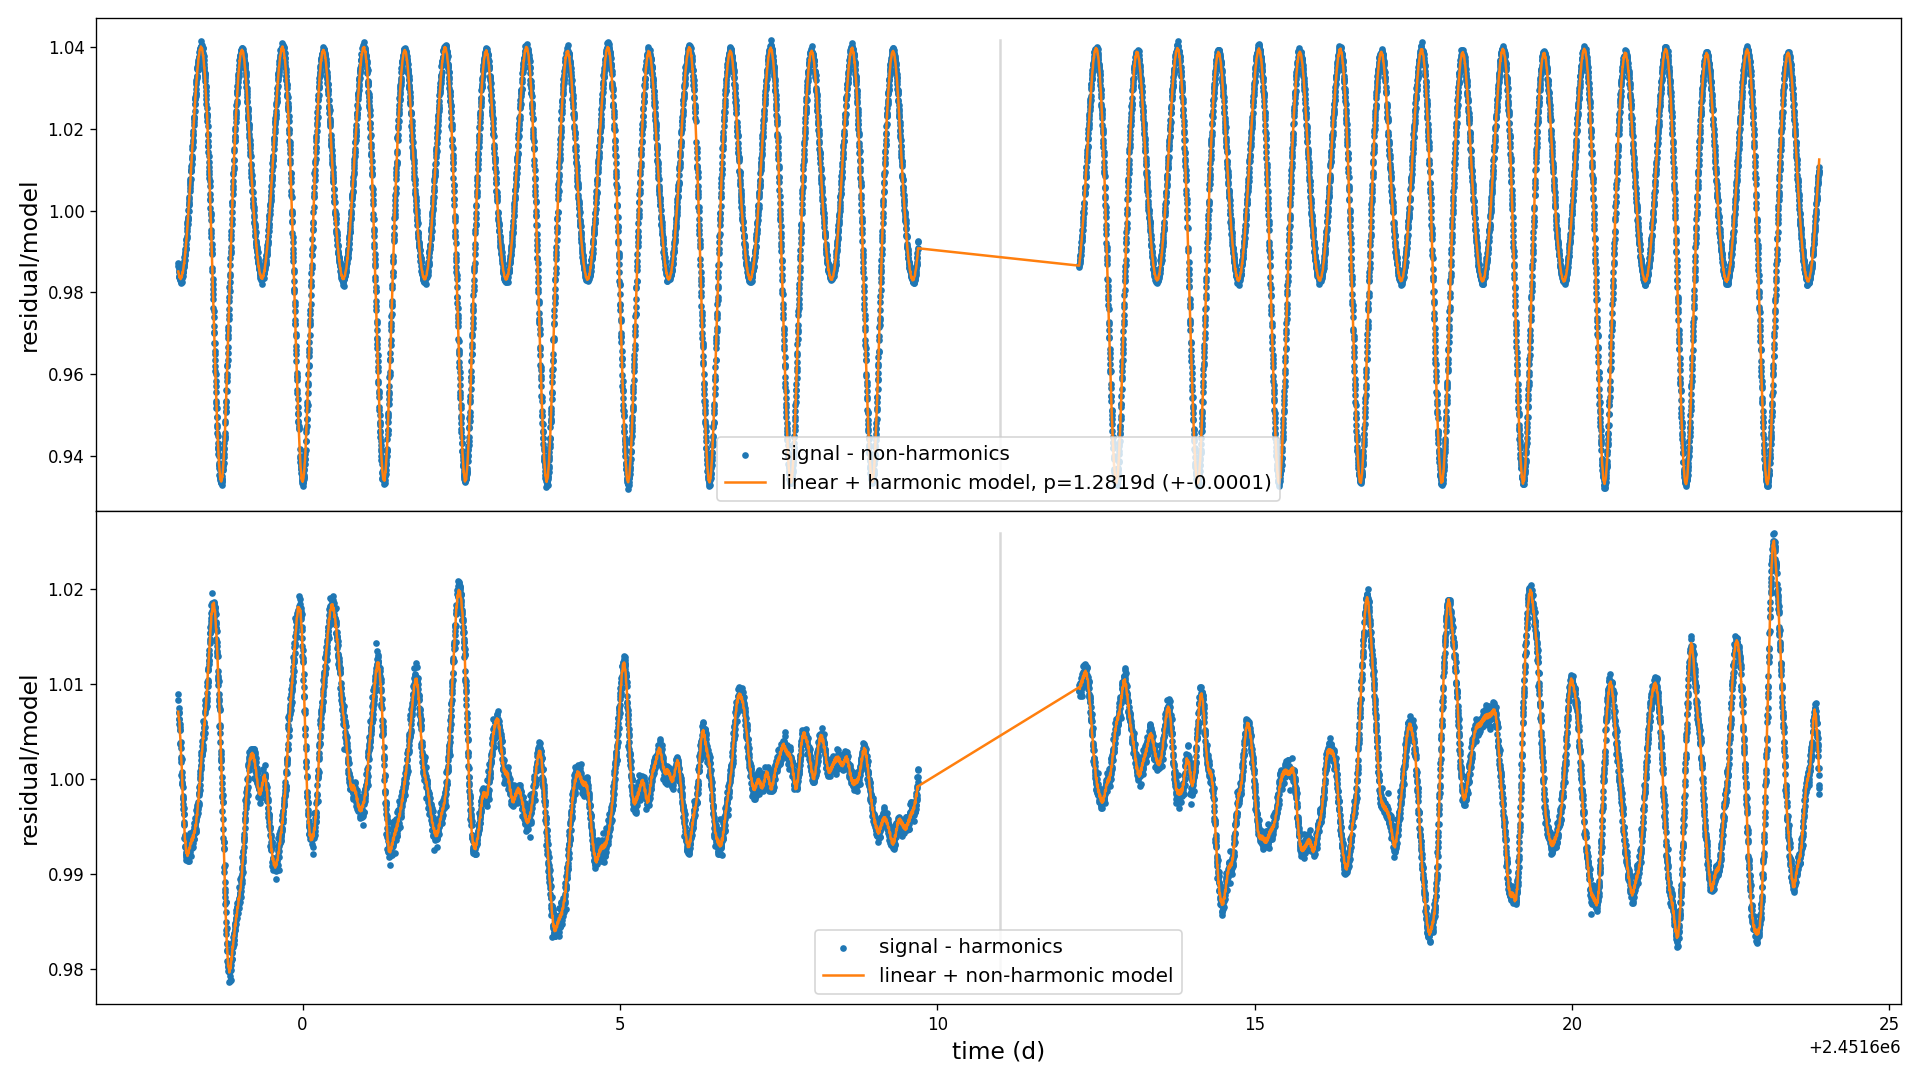 1.04
1.02
1.00
0.98
0.96
0.94
residual/model
signal - non-harmonics
linear + harmonic model, p=1.2819d (+-0.0001)
1.02
1.01
1.00
0.99
0.98
residual/model
signal - harmonics
linear + non-harmonic model
0 5 10 15 20 25
time (d)
+2.4516e6